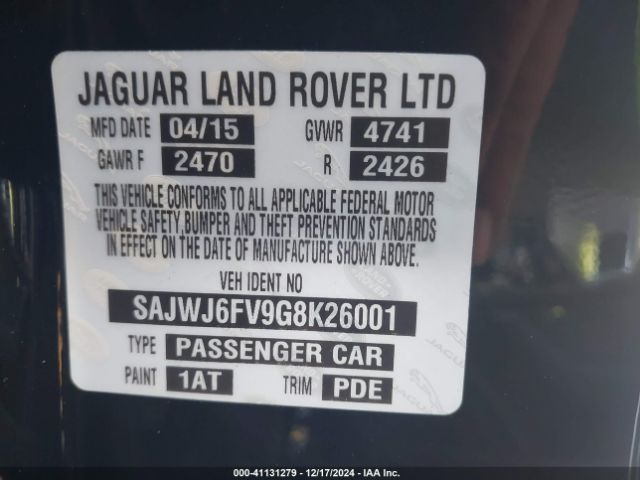 JAGUAR LAND ROVER LTD
MFD DATE 04/15 GVWR 4741
GAWR F 2470 R 2426
THIS VEHICLE CONFORMS TO ALL APPLICABLE FEDERAL MOTOR
VEHICLE SAFETY,BUMPER AND THEFT PREVENTION STANDARDS
IN EFFECT ON THE DATE OF MANUFACTURE SHOWN ABOVE.
VEH IDENT NO
SAJWJ6FV9G8K26001
TYPE PASSENGER CAR
PAINT 1AT TRIM PDE
000-41131279 - 12/17/2024 - IAA Inc.